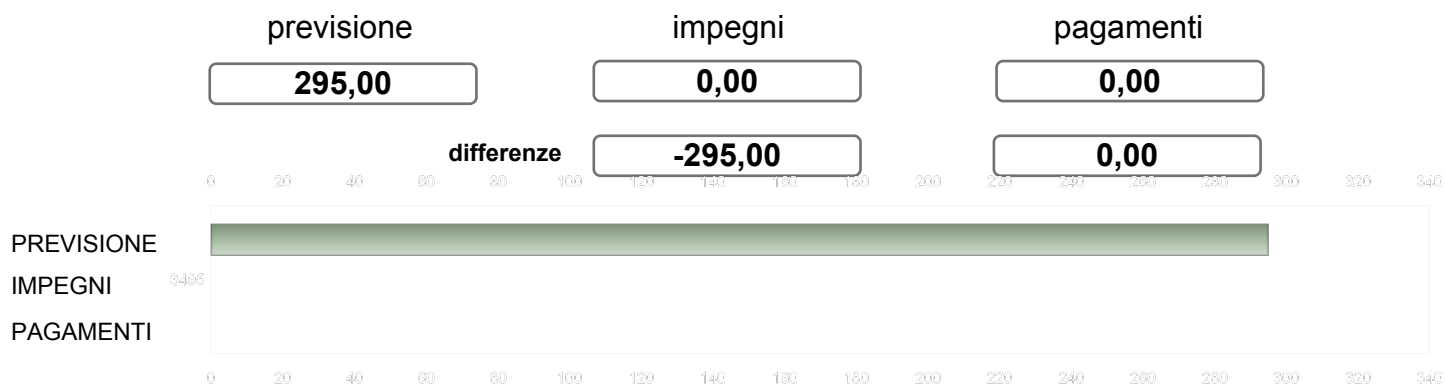 previsione impegni pagamenti
295,00 0,00 0,00
differenze -295,00 0,00
0 20 40 60 80 100 120 140 160 180 200 220 240 260 280 300 320 340
PREVISIONE
IMPEGNI 3495
PAGAMENTI
0 20 40 60 80 100 120 140 160 180 200 220 240 260 280 300 320 340